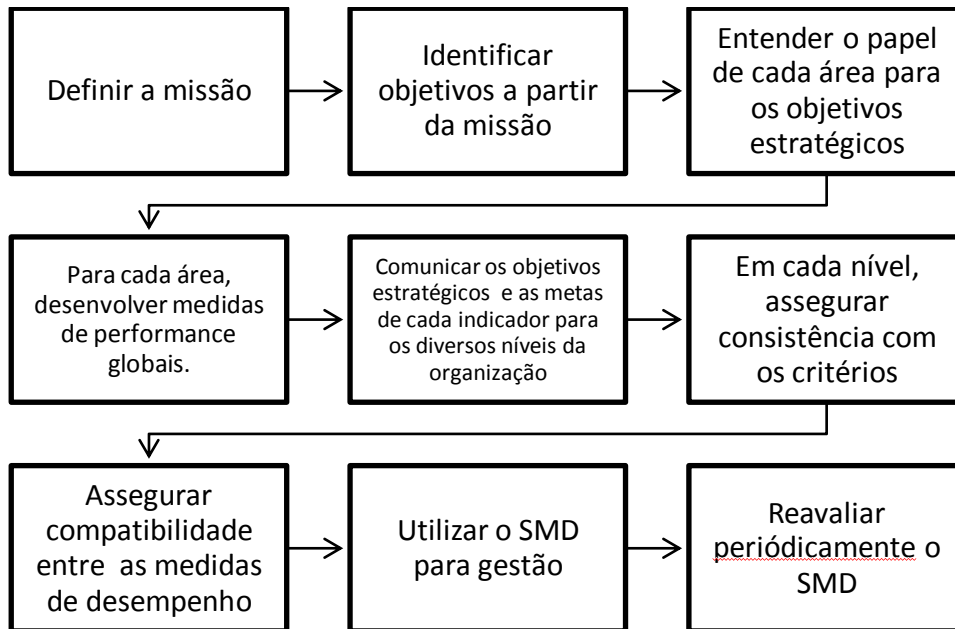 Definir a missão
Identificar
objetivos a partir
da missão
Entender o papel
de cada área para
os objetivos
estratégicos
Para cada área,
desenvolver medidas
de performance
globais.
Comunicar os objetivos
estratégicos e as metas
de cada indicador para
os diversos níveis da
organização
Em cada nível,
assegurar
consistência com
os critérios
Assegurar
compatibilidade
entre as medidas
de desempenho
Utilizar o SMD
para gestão
Reavaliar
periódicamente o
SMD